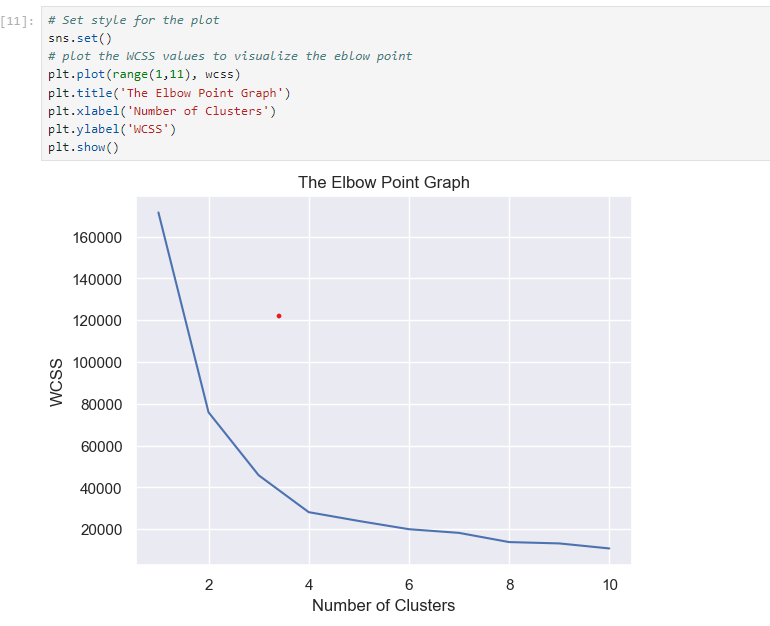 [11]:
# Set style for the plot
sns.set()
# plot the WCSS values to visualize the eblow point
plt.plot(range(1,11), wcss)
plt.title('The Elbow Point Graph')
plt.xlabel('Number of Clusters')
plt.ylabel('WCSS')
plt.show()
The Elbow Point Graph
160000
140000
120000
100000
80000
60000
40000
20000
WCSS
2 4 6 8 10
Number of Clusters